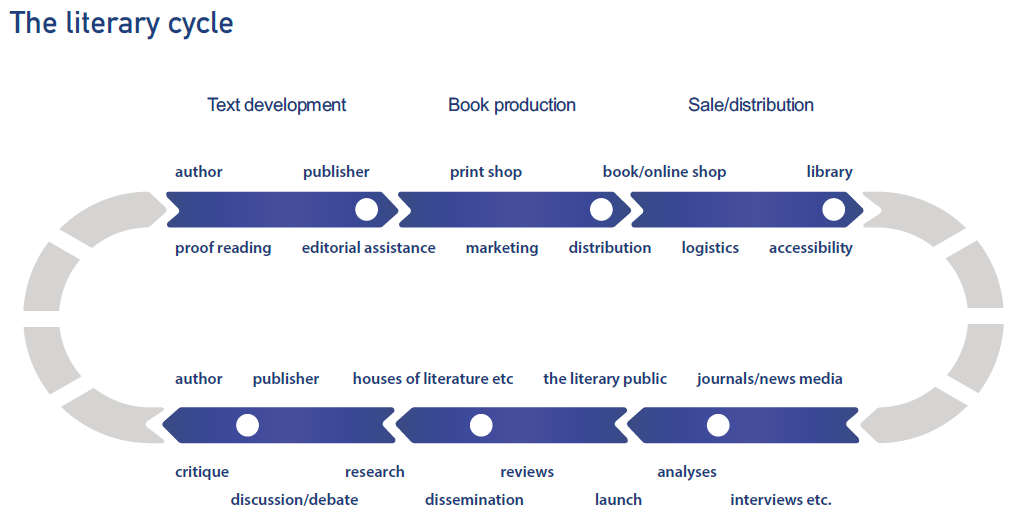 The literary cycle
Text development Book production Sale/distribution
author publisher print shop book/online shop library
proof reading editorial assistance marketing distribution logistics accessibility
author publisher houses of literature etc the literary public journals/news media
critique research reviews analyses
discussion/debate dissemination launch interviews etc.